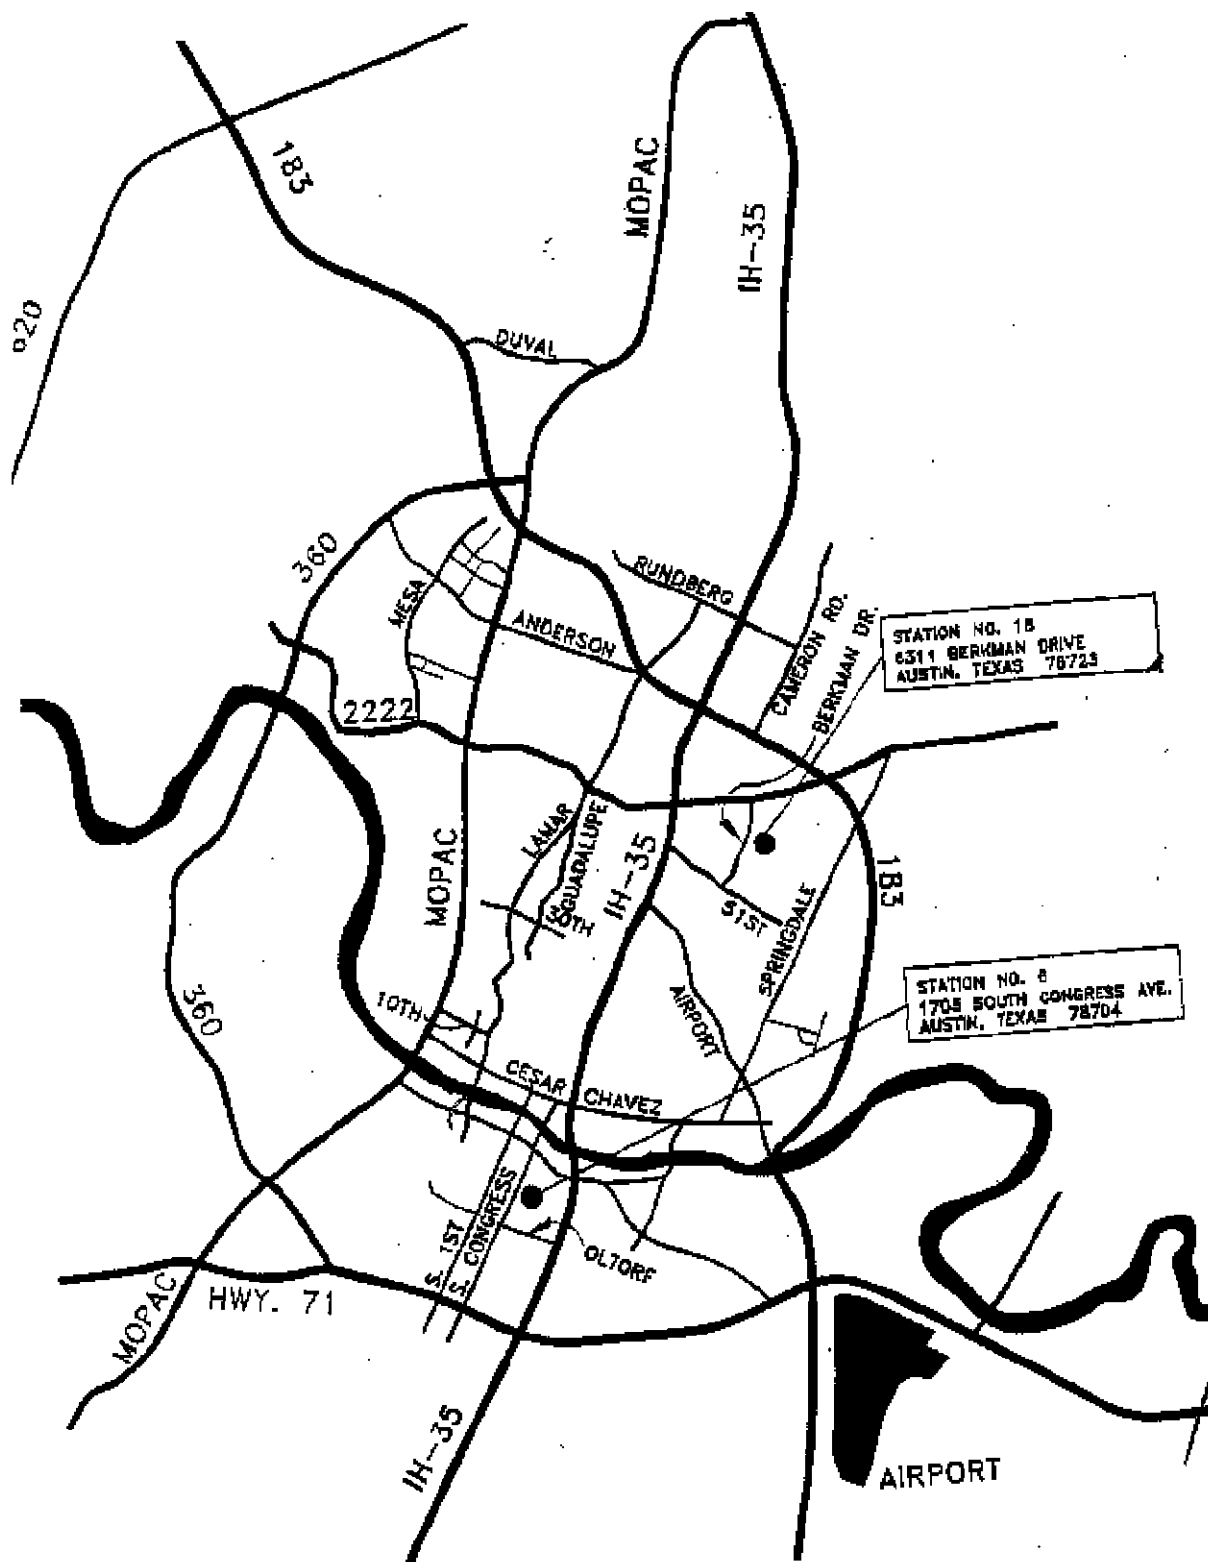 183
MOPAC
IH-35
620
DUVAL
360
MESA
RUNDBERG
ANDERSON
CAMERON RD.
BERKMAN DR.
STATION NO. 18
6311 BERKMAN DRIVE
AUSTIN, TEXAS 78723
2222
LAMAR
GUADALUPE
MOPAC
IH-35
183
38TH
51ST
SPRINGDALE
STATION NO. 6
1705 SOUTH CONGRESS AVE.
AUSTIN, TEXAS 78704
360
10TH
AIRPORT
CESAR CHAVEZ
S. 1ST
S. CONGRESS
OLTORF
HWY. 71
MOPAC
IH-35
AIRPORT